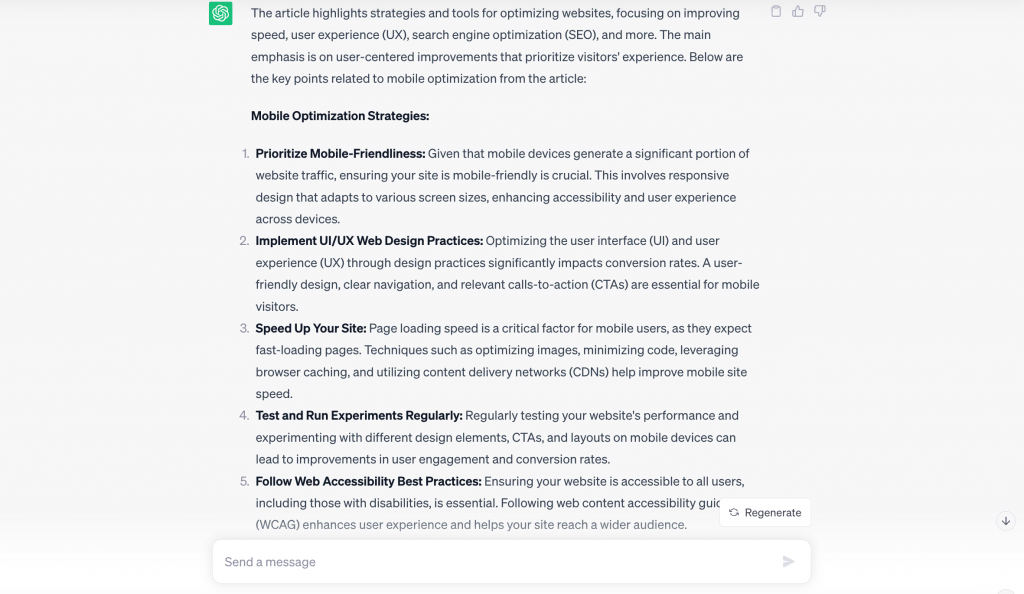 The article highlights strategies and tools for optimizing websites, focusing on improving
speed, user experience (UX), search engine optimization (SEO), and more. The main
emphasis is on user-centered improvements that prioritize visitors' experience. Below are
the key points related to mobile optimization from the article:
Mobile Optimization Strategies:
1. Prioritize Mobile-Friendliness: Given that mobile devices generate a significant portion of
website traffic, ensuring your site is mobile-friendly is crucial. This involves responsive
design that adapts to various screen sizes, enhancing accessibility and user experience
across devices.
2. Implement UI/UX Web Design Practices: Optimizing the user interface (UI) and user
experience (UX) through design practices significantly impacts conversion rates. A user-
friendly design, clear navigation, and relevant calls-to-action (CTAs) are essential for mobile
visitors.
3. Speed Up Your Site: Page loading speed is a critical factor for mobile users, as they expect
fast-loading pages. Techniques such as optimizing images, minimizing code, leveraging
browser caching, and utilizing content delivery networks (CDNs) help improve mobile site
speed.
4. Test and Run Experiments Regularly: Regularly testing your website's performance and
experimenting with different design elements, CTAs, and layouts on mobile devices can
lead to improvements in user engagement and conversion rates.
5. Follow Web Accessibility Best Practices: Ensuring your website is accessible to all users,
including those with disabilities, is essential. Following web content accessibility
(WCAG) enhances user experience and helps your site reach a wider audience.
Regenerate
Send a message